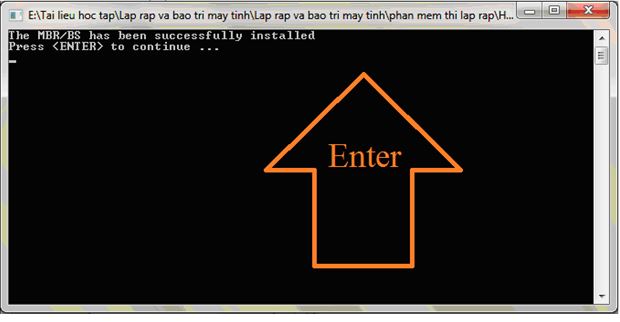 E:\Tai lieu hoc tap\Lap rap va bao tri may tinh\Lap rap va bao tri may tinh\phan mem thi lap rap\H...
The MBR/BS has been successfully installed
Press <ENTER> to continue ...
Enter